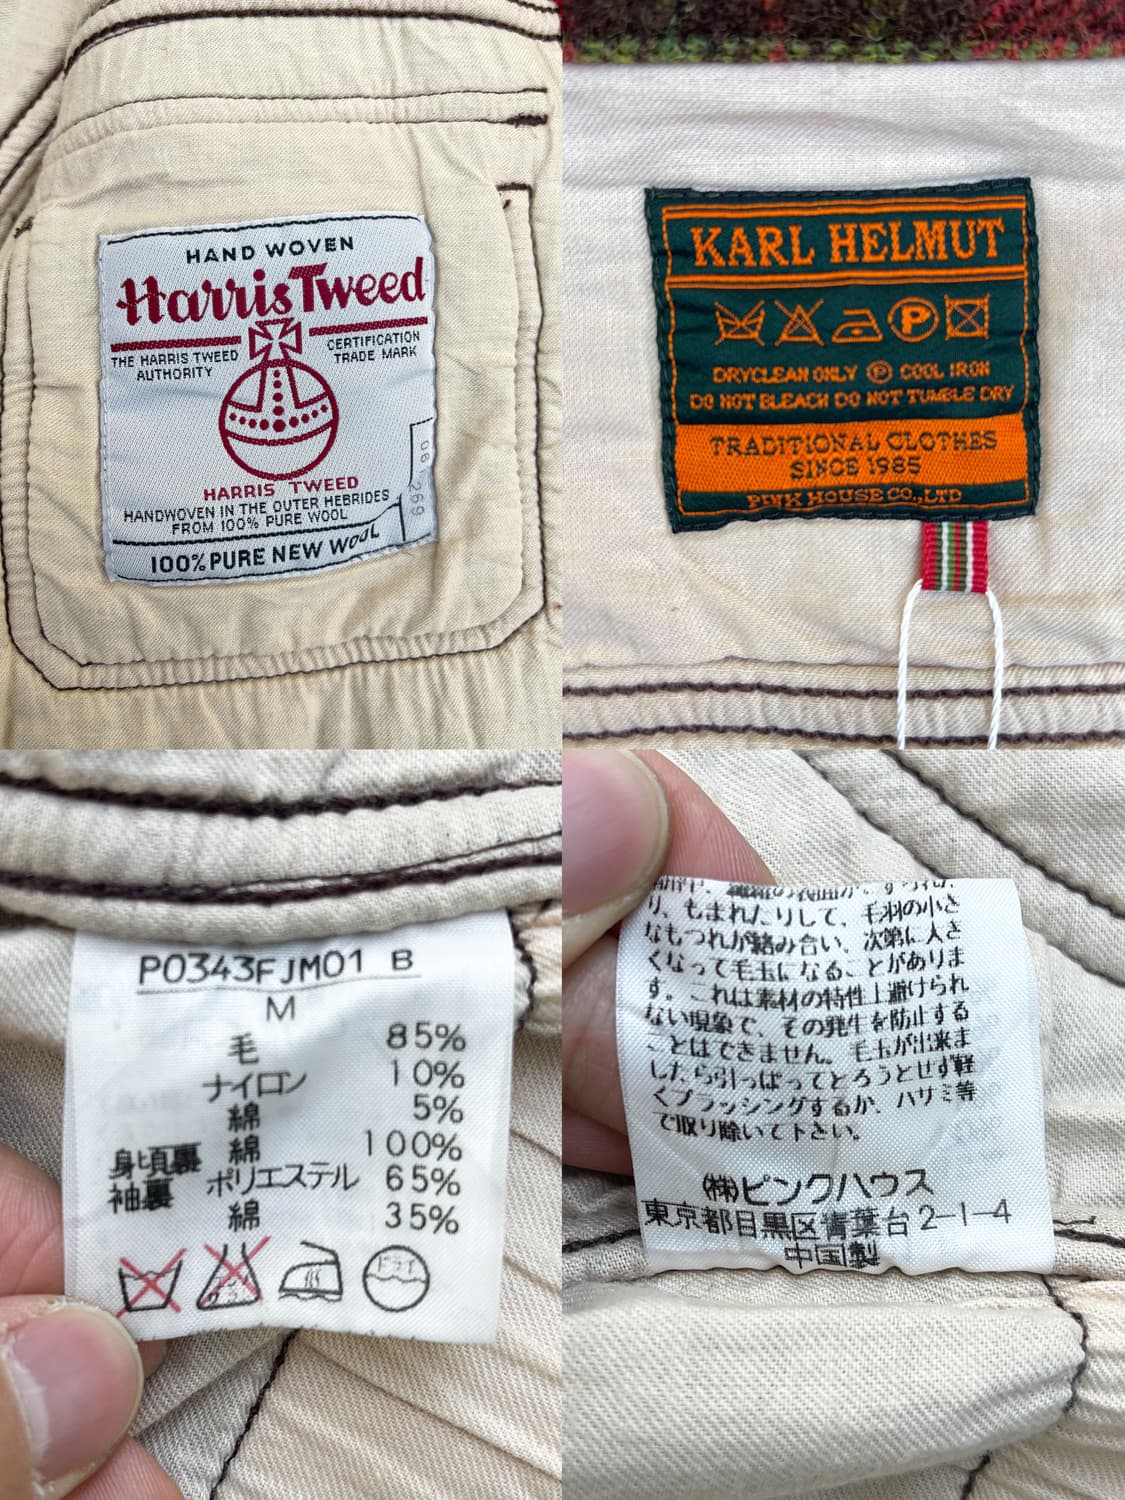 HAND WOVEN
Harris Tweed
THE HARRIS TWEED
AUTHORITY
CERTIFICATION
TRADE MARK
HARRIS TWEED
HANDWOVEN IN THE OUTER HEBRIDES
FROM 100% PURE WOOL
100% PURE NEW WOOL
KARL HELMUT
P
DRYCLEAN ONLY Ⓟ COOL IRON
DO NOT BLEACH DO NOT TUMBLE DRY
TRADITIONAL CLOTHES
SINCE 1985
PINK HOUSE CO.,LTD
P0343FJM01 B
M
毛 85%
ナイロン 10%
綿 5%
身頃裏 綿 100%
袖裏 ポリエステル 65%
綿 35%
ドライ
り、もまれたりして、毛羽の小さ
なもつれが絡み合い、次第に大き
くなって毛玉になることがありま
す。これは素材の特性上避けられ
ない現象で、その発生を防止する
ことはできません。毛玉が出来ま
したら引っぱってとろうとせず軽
くブラッシングするか、ハサミ等
で取り除いて下さい。
(株)ピンクハウス
東京都目黒区青葉台2-1-4
中国製